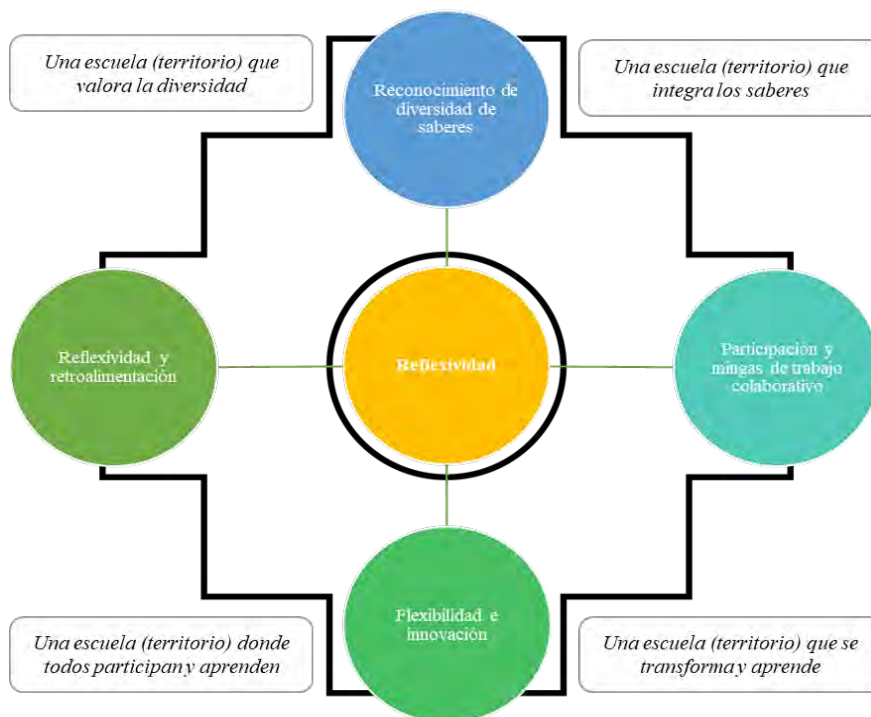 Una escuela (territorio) que
valora la diversidad
Reconocimiento de
diversidad de
saberes
Una escuela (territorio) que
integra los saberes
Reflexividad y
retroalimentación
Reflexividad
Participación y
mingas de trabajo
colaborativo
Una escuela (territorio) donde
todos participan y aprenden
Flexibilidad e
innovación
Una escuela (territorio) que se
transforma y aprende